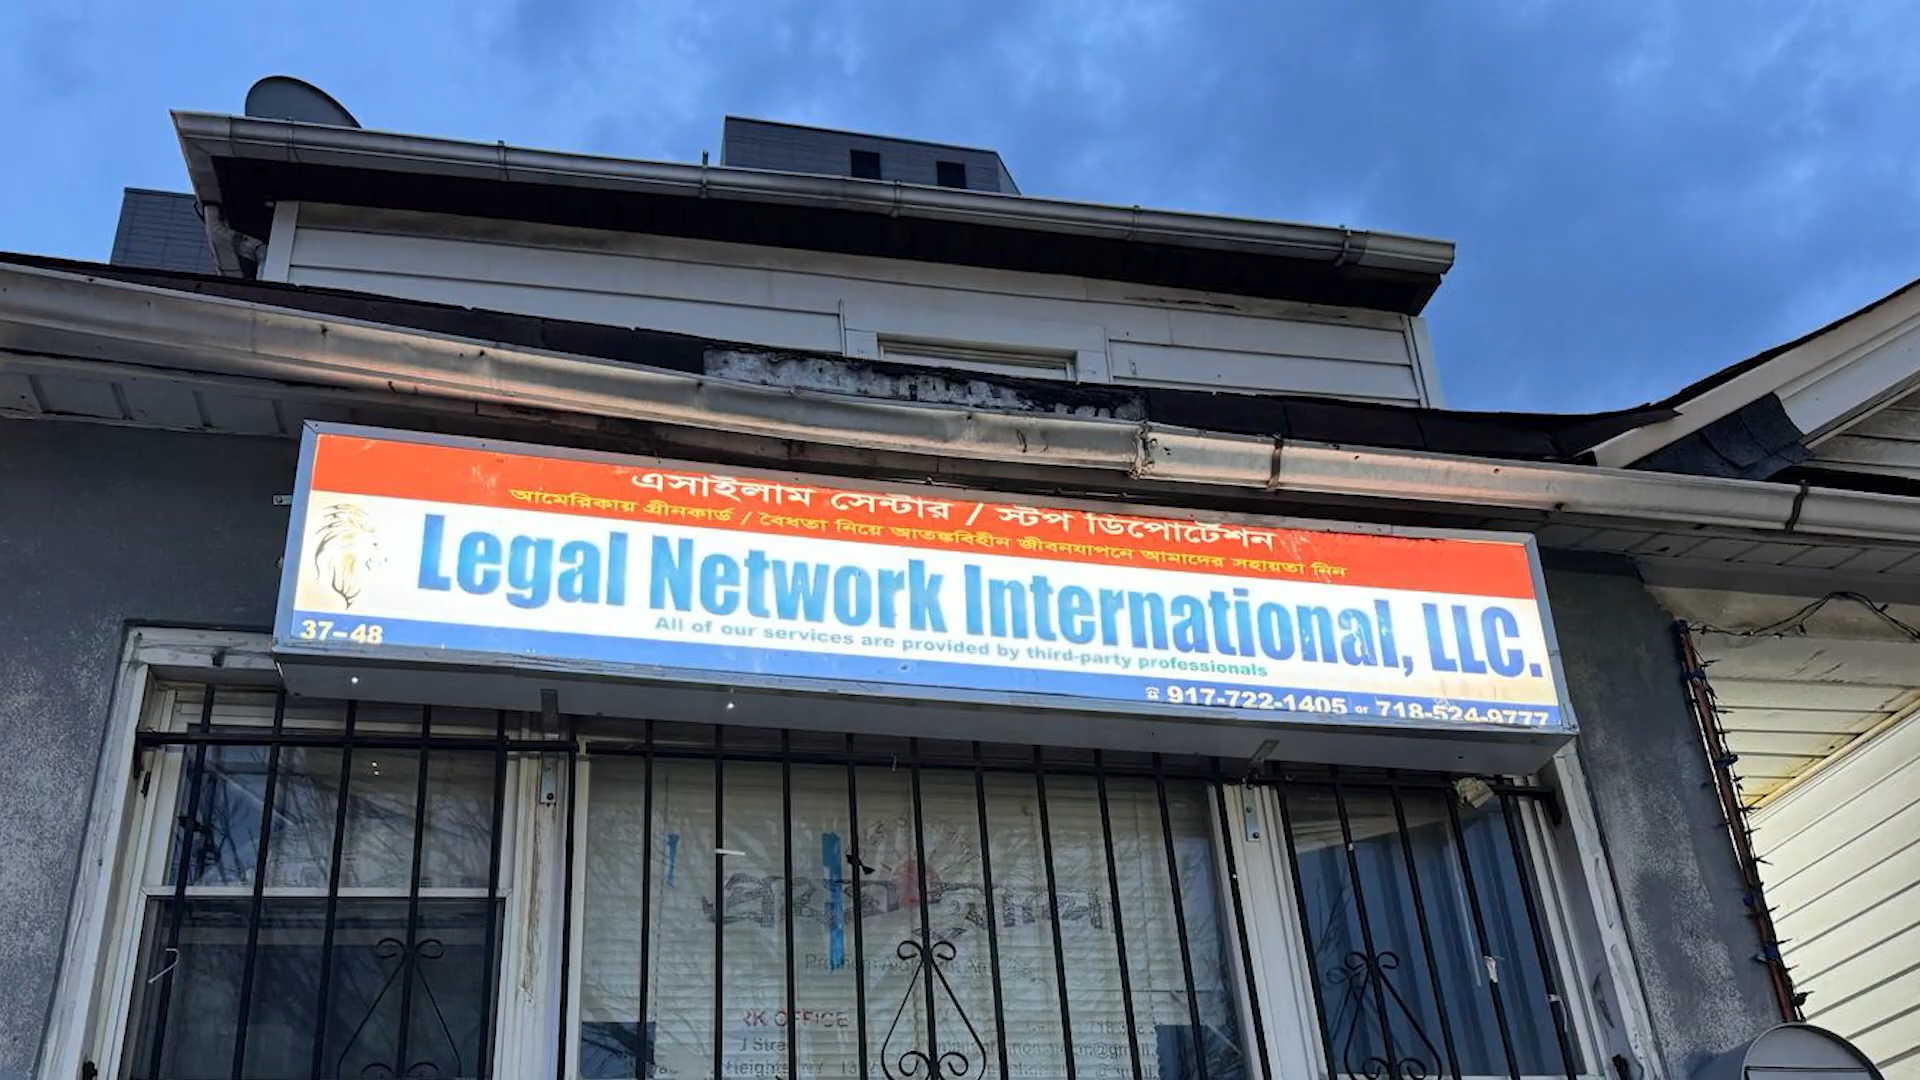 এসাইলাম সেন্টার / স্টপ ডিপোর্টেশন
আমেরিকায় গ্রীনকার্ড / বৈধতা নিয়ে আতঙ্কবিহীন জীবনযাপনে আমাদের সহায়তা নিন
Legal Network International, LLC.
All of our services are provided by third-party professionals
37-48
☎ 917-722-1405 or 718-524-9777
OFFICE